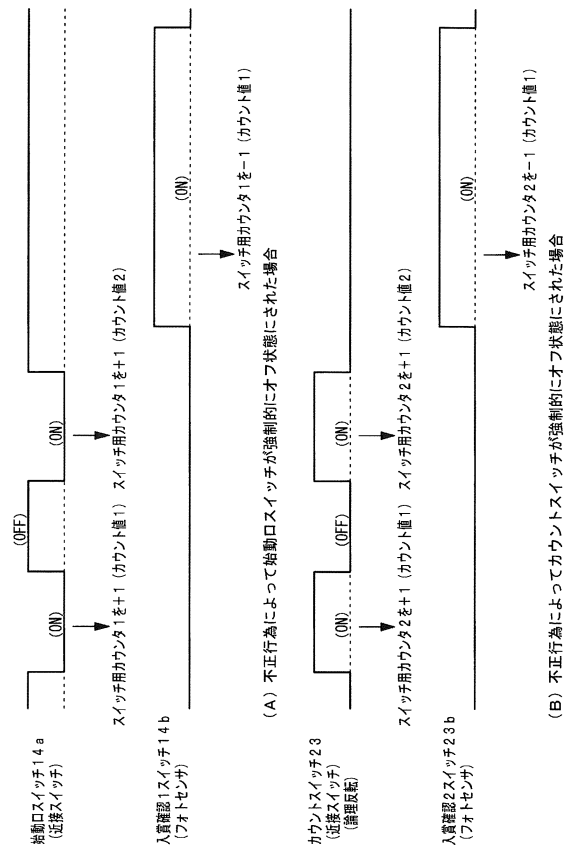 始動口スイッチ14a
(近接スイッチ)
(ON)
(OFF)
(ON)
スイッチ用カウンタ1を+1(カウント値1)
スイッチ用カウンタ1を+1(カウント値2)
入賞確認1スイッチ14b
(フォトセンサ)
(ON)
スイッチ用カウンタ1を-1(カウント値1)
(A)不正行為によって始動口スイッチが強制的にオフ状態にされた場合
カウントスイッチ23
(近接スイッチ)
(論理反転)
(ON)
(OFF)
(ON)
スイッチ用カウンタ2を+1(カウント値1)
スイッチ用カウンタ2を+1(カウント値2)
入賞確認2スイッチ23b
(フォトセンサ)
(ON)
スイッチ用カウンタ2を-1(カウント値1)
(B)不正行為によってカウントスイッチが強制的にオフ状態にされた場合